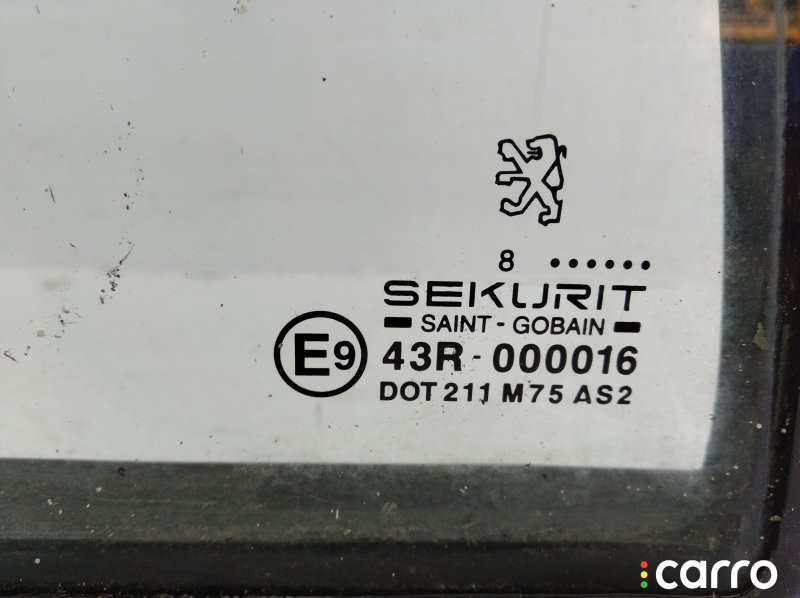 8 ······
SEKURIT
SAINT - GOBAIN
E9 43R - 000016
DOT 211 M75 AS2
carro